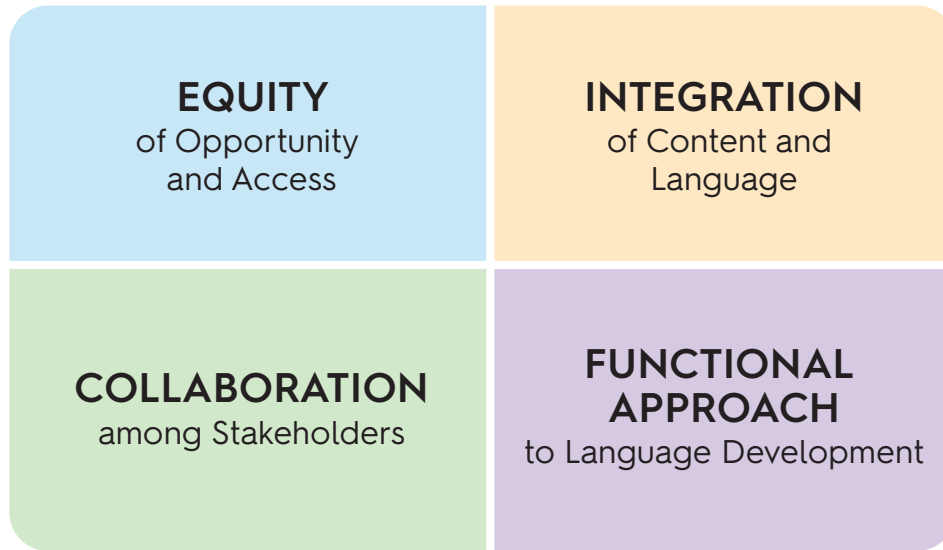 EQUITY
of Opportunity
and Access
INTEGRATION
of Content and
Language
COLLABORATION
among Stakeholders
FUNCTIONAL
APPROACH
to Language Development